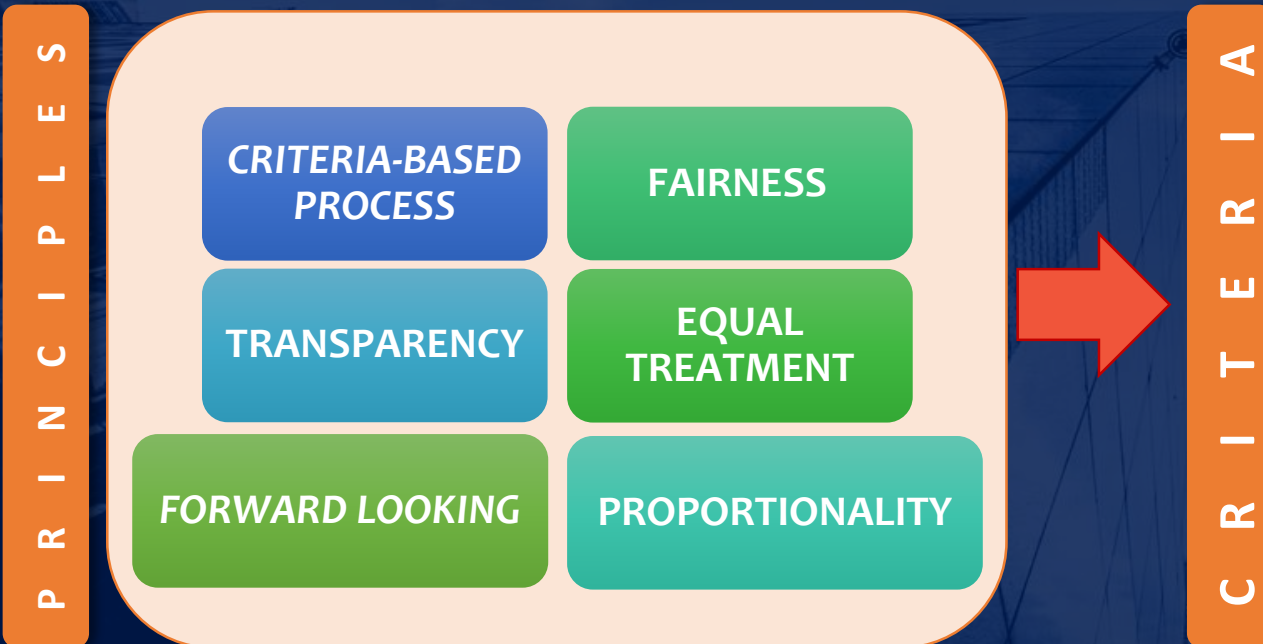 PRINCIPLES
CRITERIA-BASED
PROCESS
FAIRNESS
TRANSPARENCY
EQUAL
TREATMENT
FORWARD LOOKING
PROPORTIONALITY
CRITERIA